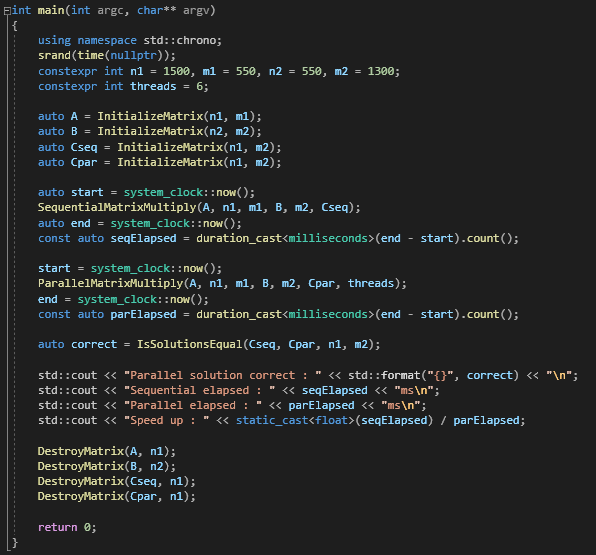 int main(int argc, char** argv)
{
    using namespace std::chrono;
    srand(time(nullptr));
    constexpr int n1 = 1500, m1 = 550, n2 = 550, m2 = 1300;
    constexpr int threads = 6;

    auto A = InitializeMatrix(n1, m1);
    auto B = InitializeMatrix(n2, m2);
    auto Cseq = InitializeMatrix(n1, m2);
    auto Cpar = InitializeMatrix(n1, m2);

    auto start = system_clock::now();
    SequentialMatrixMultiply(A, n1, m1, B, m2, Cseq);
    auto end = system_clock::now();
    const auto seqElapsed = duration_cast<milliseconds>(end - start).count();

    start = system_clock::now();
    ParallelMatrixMultiply(A, n1, m1, B, m2, Cpar, threads);
    end = system_clock::now();
    const auto parElapsed = duration_cast<milliseconds>(end - start).count();

    auto correct = IsSolutionsEqual(Cseq, Cpar, n1, m2);

    std::cout << "Parallel solution correct : " << std::format("{}", correct) << "\n";
    std::cout << "Sequential elapsed : " << seqElapsed << "ms\n";
    std::cout << "Parallel elapsed : " << parElapsed << "ms\n";
    std::cout << "Speed up : " << static_cast<float>(seqElapsed) / parElapsed;

    DestroyMatrix(A, n1);
    DestroyMatrix(B, n2);
    DestroyMatrix(Cseq, n1);
    DestroyMatrix(Cpar, n1);

    return 0;
}